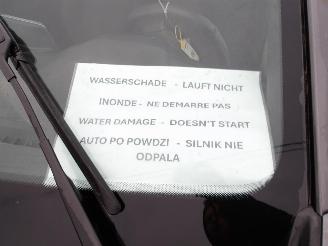 WASSERSCHADE - LAUFT NICHT
INONDE - NE DEMARRE PAS
WATER DAMAGE - DOESN'T START
AUTO PO POWDZI - SILNIK NIE
ODPALA